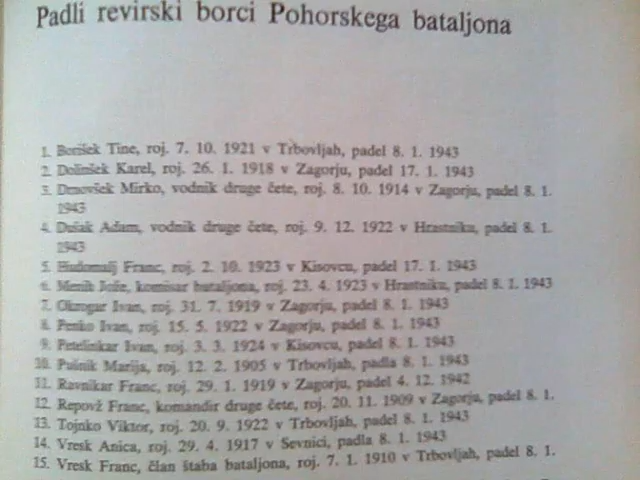 Padli revirski borci Pohorskega bataljona
1. Borišek Tine, roj. 7. 10. 1921 v Trbovljah, padel 8. 1. 1943
2. Dolinšek Karel, roj. 26. 1. 1918 v Zagorju, padel 17. 1. 1943
3. Drnovšek Mirko, vodnik druge čete, roj. 8. 10. 1914 v Zagorju, padel 8. 1.
1943
4. Dušak Adam, vodnik druge čete, roj. 9. 12. 1922 v Hrastniku, padel 8. 1.
1943
5. Hudomalj Franc, roj. 2. 10. 1923 v Kisovcu, padel 17. 1. 1943
6. Menih Jože, komisar bataljona, roj. 23. 4. 1923 v Hrastniku, padel 8. 1. 1943
7. Okrogar Ivan, roj. 31. 7. 1919 v Zagorju, padel 8. 1. 1943
8. Penko Ivan, roj. 15. 5. 1922 v Zagorju, padel 8. 1. 1943
9. Petelinkar Ivan, roj. 3. 3. 1924 v Kisovcu, padel 8. 1. 1943
10. Pušnik Marija, roj. 12. 2. 1905 v Trbovljah, padla 8. 1. 1943
11. Ravnikar Franc, roj. 29. 1. 1919 v Zagorju, padel 4. 12. 1942
12. Repovž Franc, komandir druge čete, roj. 20. 11. 1909 v Zagorju, padel 8. 1.
13. Tojnko Viktor, roj. 20. 9. 1922 v Trbovljah, padel 8. 1. 1943
14. Vresk Anica, roj. 29. 4. 1917 v Sevnici, padla 8. 1. 1943
15. Vresk Franc, član štaba bataljona, roj. 7. 1. 1910 v Trbovljah, padel 8. 1.